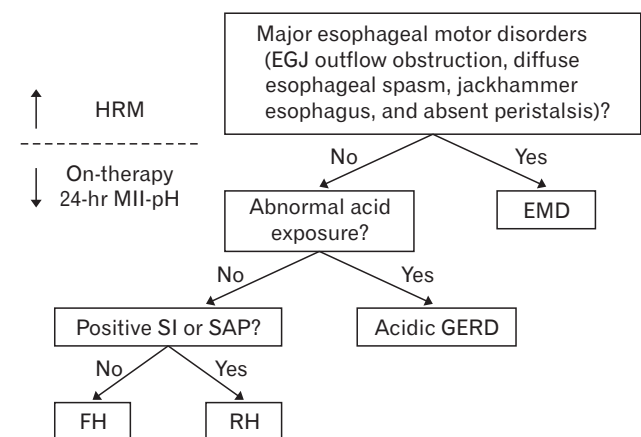 Major esophageal motor disorders
(EGJ outflow obstruction, diffuse
esophageal spasm, jackhammer
esophagus, and absent peristalsis)?
HRM
On-therapy
24-hr MII-pH
No
Yes
Abnormal acid
exposure?
EMD
No
Yes
Positive SI or SAP?
Acidic GERD
No
Yes
FH
RH